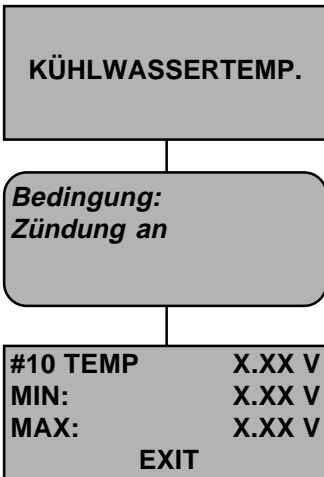 KÜHLWASSERTEMP.
Bedingung:
Zündung an
#10 TEMP X.XX V
MIN: X.XX V
MAX: X.XX V
EXIT